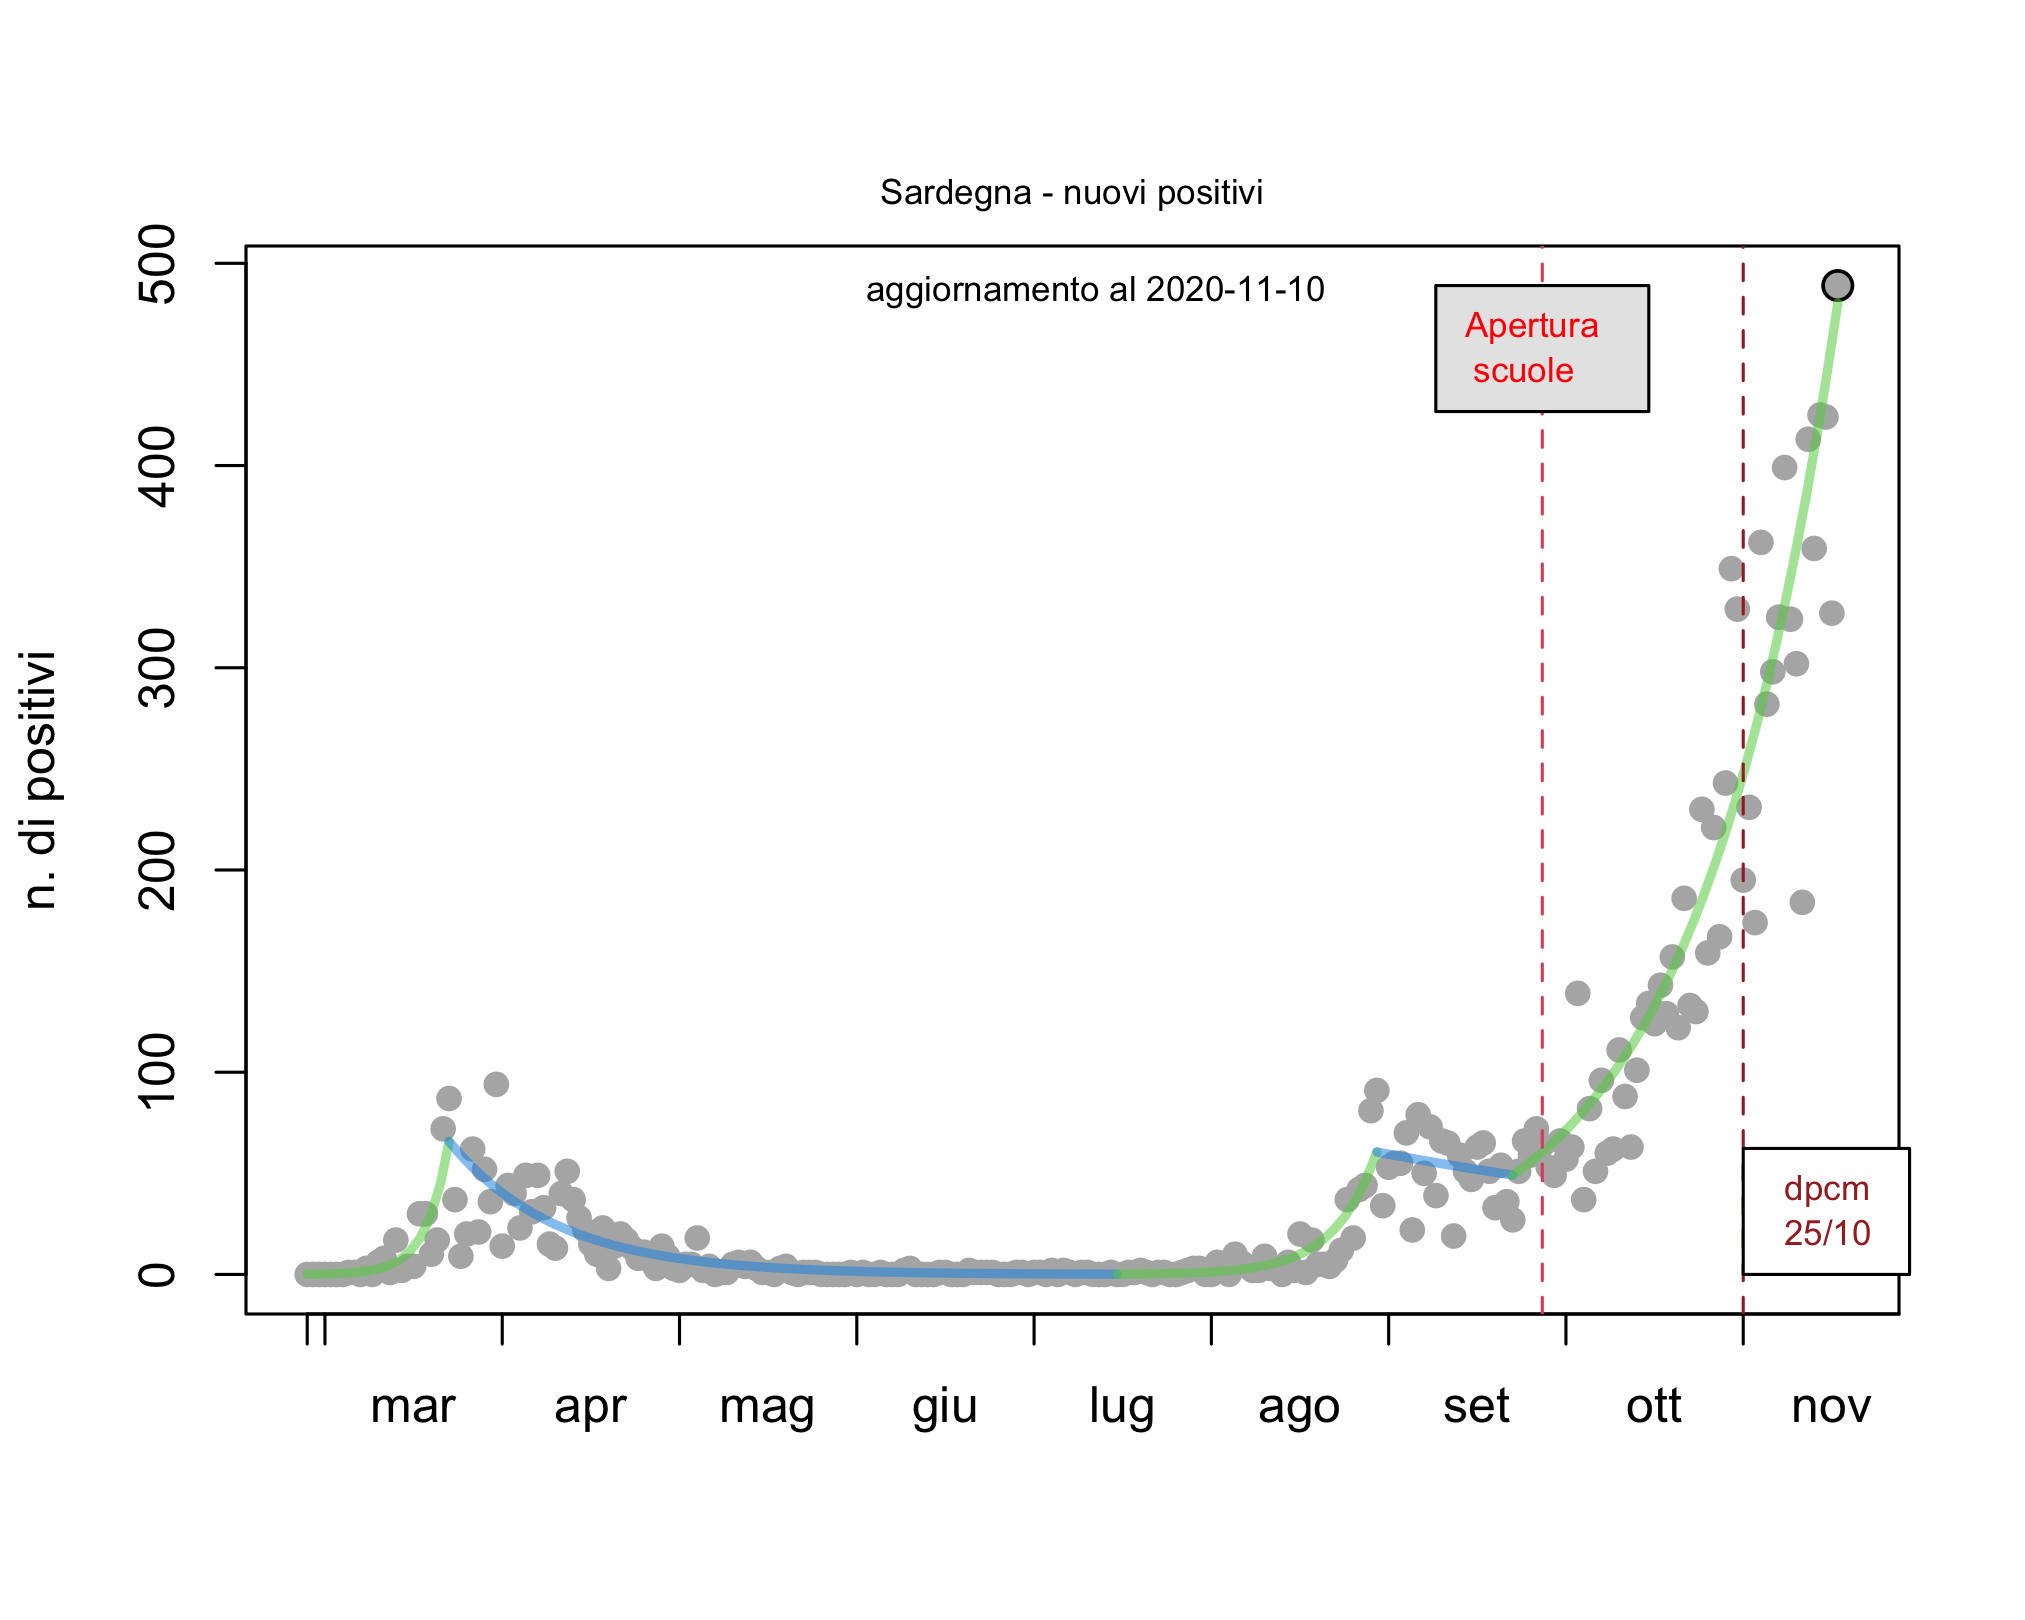 Sardegna - nuovi positivi
aggiornamento al 2020-11-10
Apertura
scuole
dpcm
25/10
n. di positivi
500
400
300
200
100
0
mar apr mag giu lug ago set ott nov